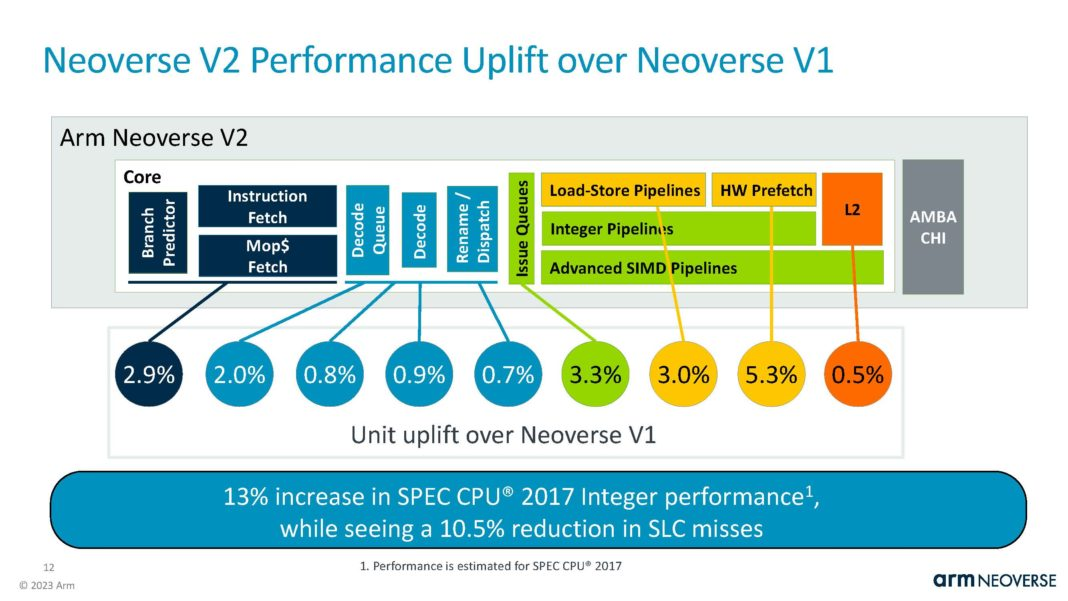 Neoverse V2 Performance Uplift over Neoverse V1
Arm Neoverse V2
Core
Branch
Predictor
Instruction
Fetch
Mop$
Fetch
Decode
Queue
Decode
Rename /
Dispatch
Issue Queues
Load-Store Pipelines
HW Prefetch
Integer Pipelines
Advanced SIMD Pipelines
L2
AMBA
CHI
2.9%
2.0%
0.8%
0.9%
0.7%
3.3%
3.0%
5.3%
0.5%
Unit uplift over Neoverse V1
13% increase in SPEC CPU® 2017 Integer performance¹,
while seeing a 10.5% reduction in SLC misses
12
1. Performance is estimated for SPEC CPU® 2017
© 2023 Arm
arm NEOVERSE